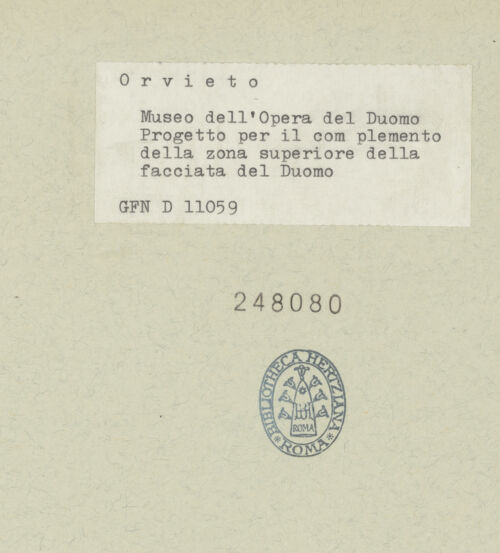 O r v i e t o
Museo dell'Opera del Duomo
Progetto per il com plemento
della zona superiore della
facciata del Duomo
GFN D 11059
248080
BIBLIOTHECA HERTZIANA
ROMA
* ROMA *